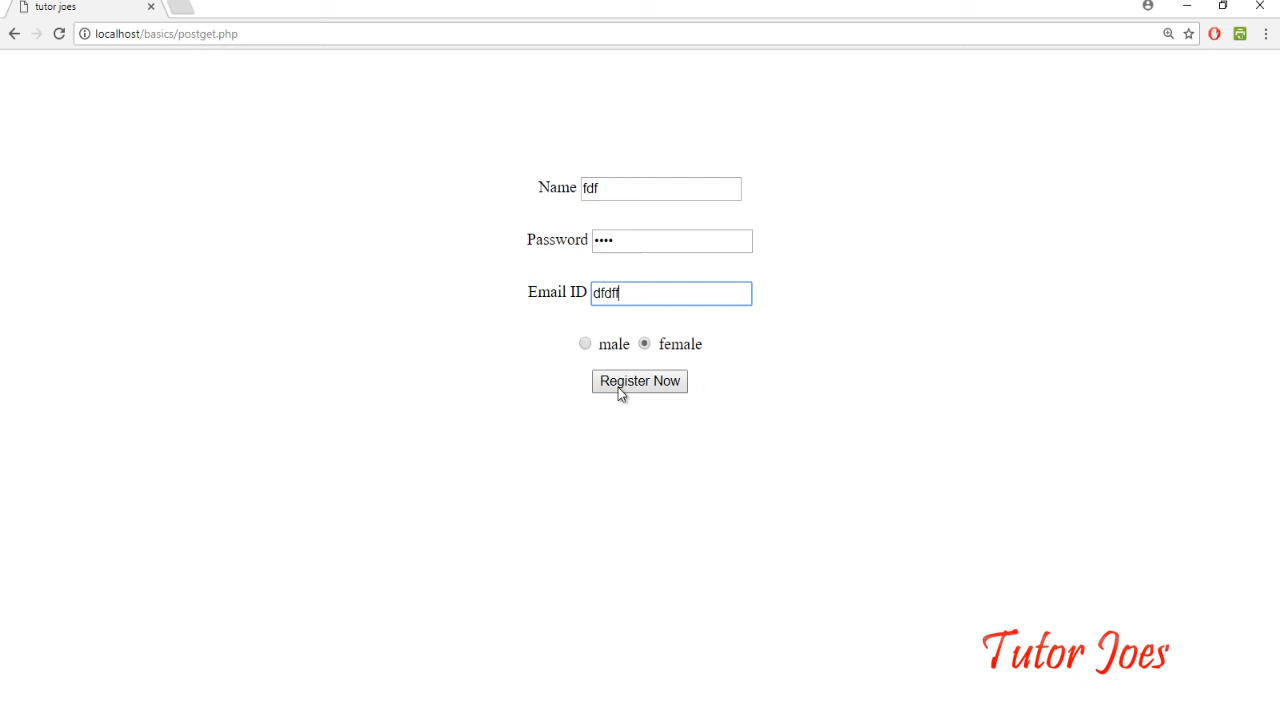 tutor joes
localhost/basics/postget.php
Name fdf
Password ••••
Email ID dfdff
male female
Register Now
Tutor Joes